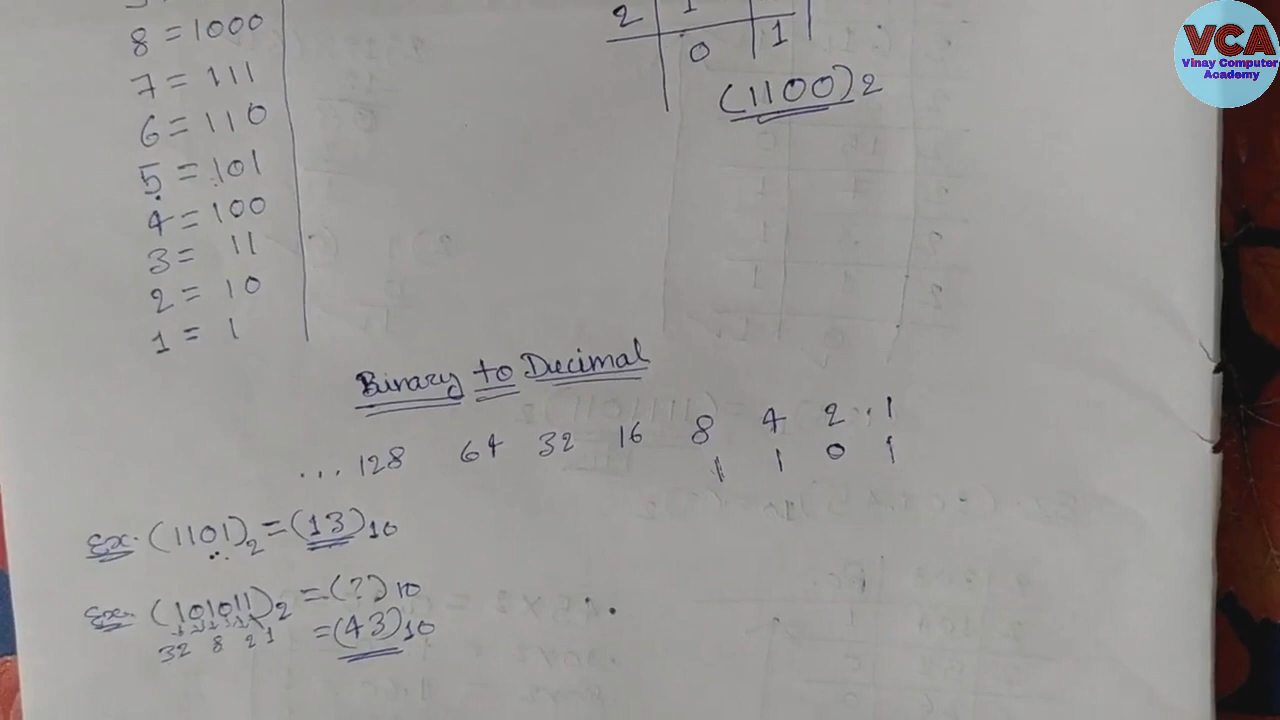 8 = 1000
7 = 111
6 = 110
5 = 101
4 = 100
3 = 11
2 = 10
1 = 1
2 1
0 1
(1100)2
VCA
Vinay Computer
Academy
Binary to Decimal
... 128 64 32 16 8 4 2 1
1 1 0 1
Ex. (1101)2 = (13)10
Ex. (101011)2 = (?)10
32 8 2 1 = (43)10